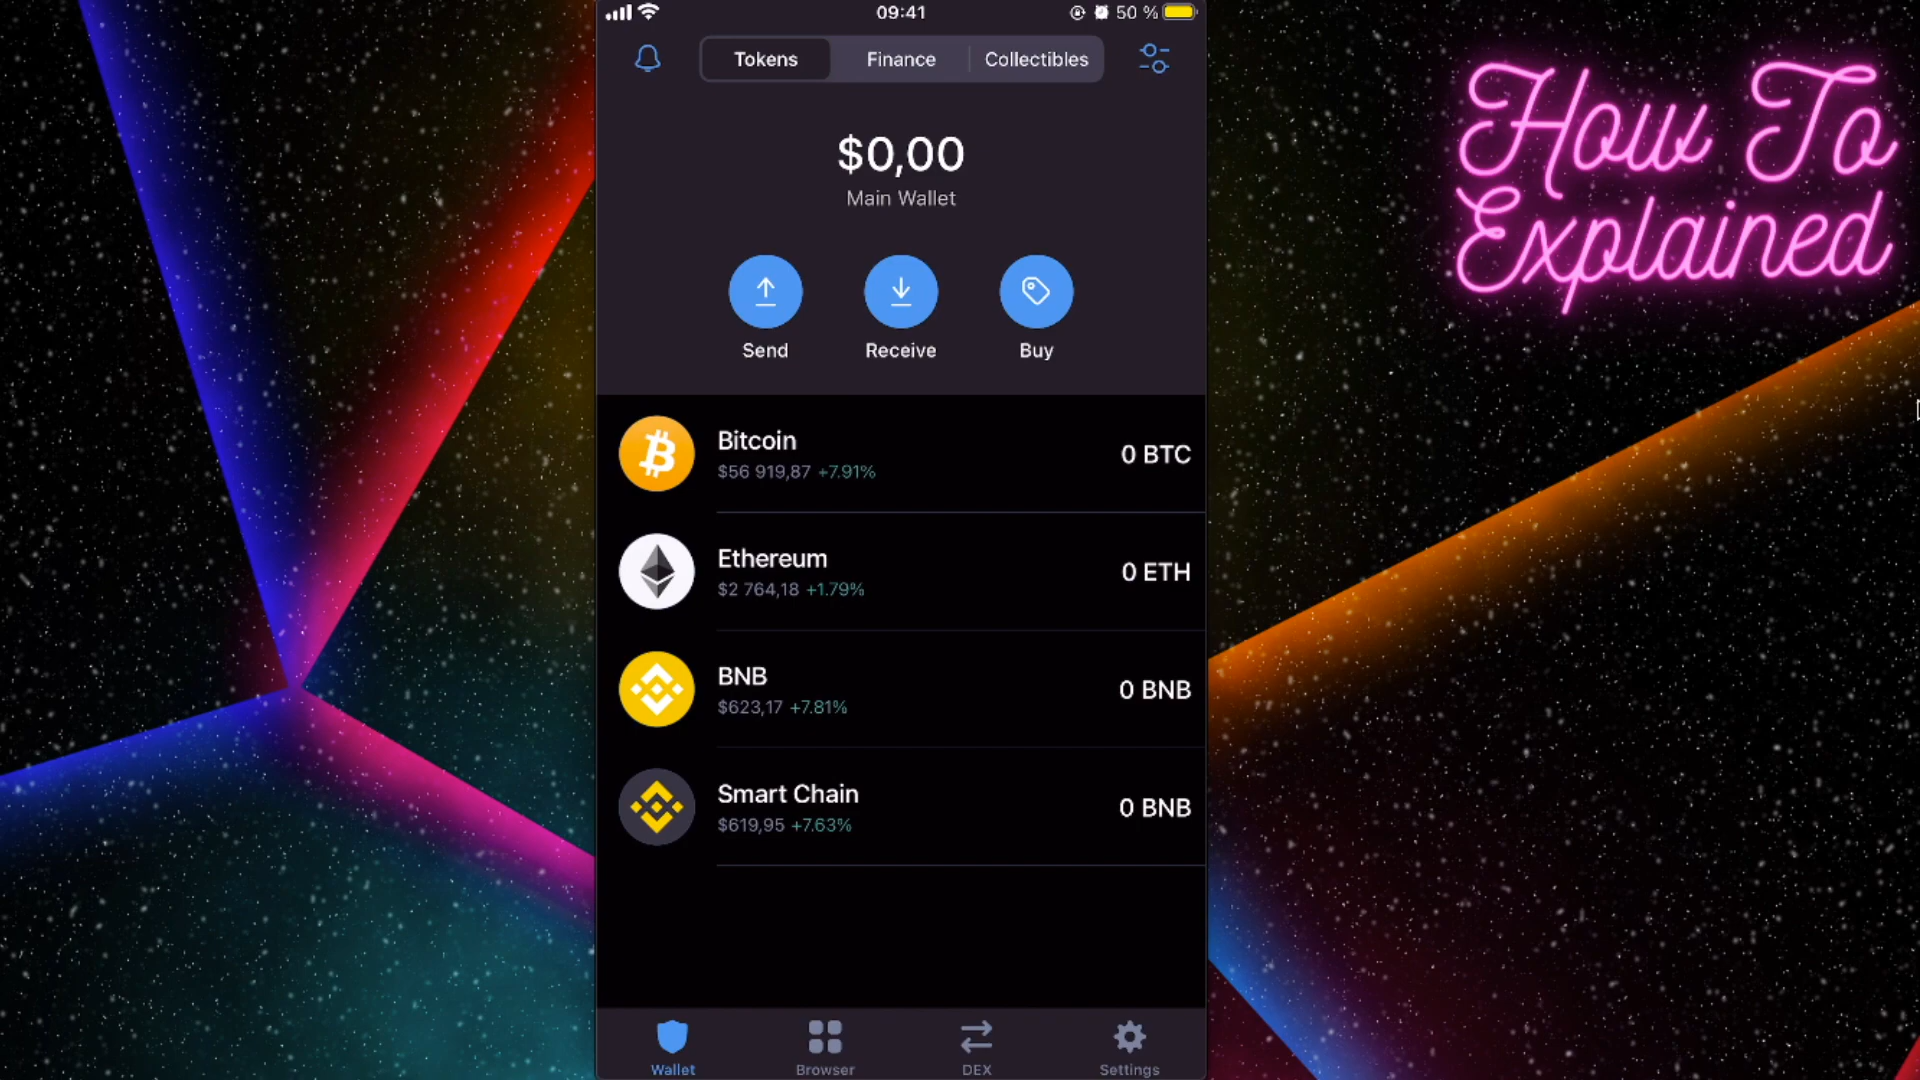 09:41
50 %
Tokens
Finance
Collectibles
$0,00
Main Wallet
Send
Receive
Buy
Bitcoin
$56 919,87 +7.91%
0 BTC
Ethereum
$2 764,18 +1.79%
0 ETH
BNB
$623,17 +7.81%
0 BNB
Smart Chain
$619,95 +7.63%
0 BNB
Wallet
Browser
DEX
Settings
How To
Explained